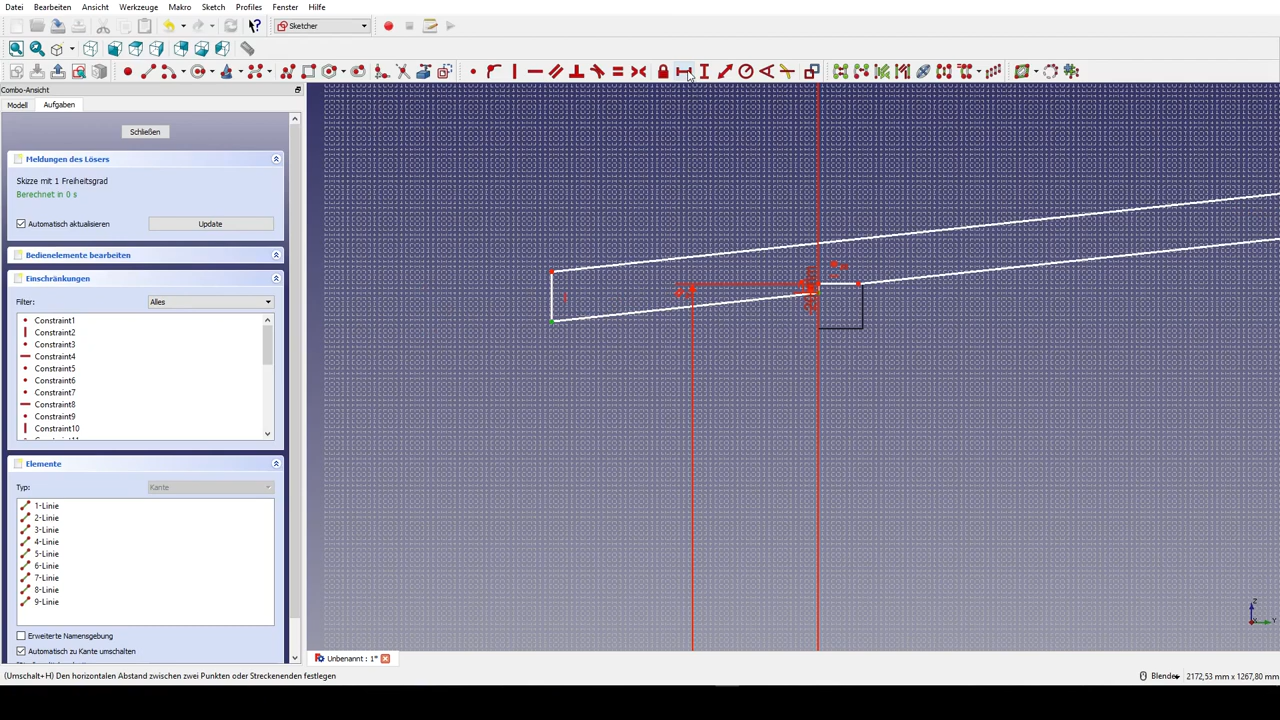 Datei Bearbeiten Ansicht Werkzeuge Makro Sketch Profiles Fenster Hilfe
Sketcher
Combo-Ansicht
Modell Aufgaben
Schließen
Meldungen des Lösers
Skizze mit 1 Freiheitsgrad
Berechnet in 0 s
Automatisch aktualisieren Update
Bedienelemente bearbeiten
Einschränkungen
Filter: Alles
Constraint1
Constraint2
Constraint3
Constraint4
Constraint5
Constraint6
Constraint7
Constraint8
Constraint9
Constraint10
Elemente
Typ: Kante
1-Linie
2-Linie
3-Linie
4-Linie
5-Linie
6-Linie
7-Linie
8-Linie
9-Linie
Erweiterte Namensgebung
Automatisch zu Kante umschalten
Z
Y
Unbenannt : 1*
(Umschalt+H) Den horizontalen Abstand zwischen zwei Punkten oder Streckenenden festlegen
2172,53 mm x 1267,80 mm